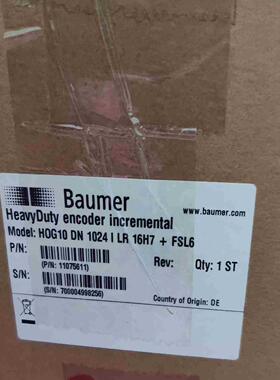 Baumer
www.baumer.com
HeavyDuty encoder incremental
Model: HOG10 DN 1024 I LR 16H7 + FSL6
P/N:
(P/N: 11075611)
Rev:
Qty: 1 ST
S/N:
(S/N: 700004998256)
Country of Origin: DE